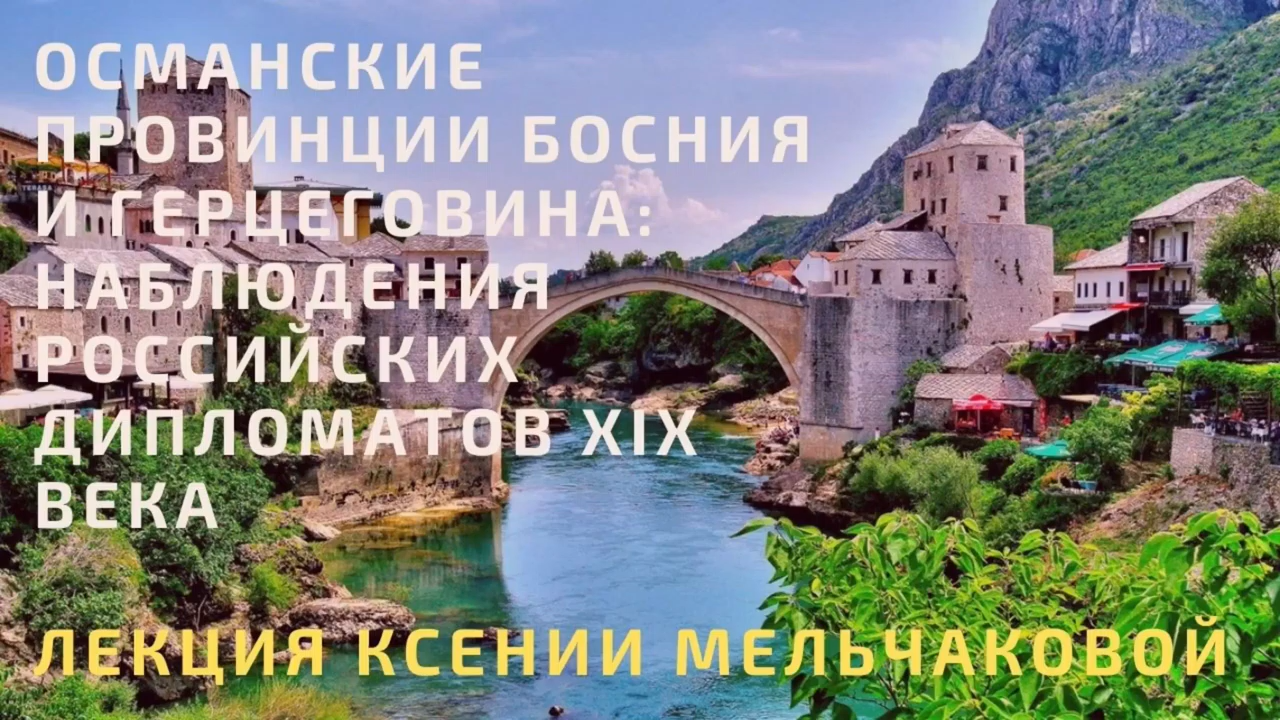 ОСМАНСКИЕ
ПРОВИНЦИИ БОСНИЯ
И ГЕРЦЕГОВИНА:
НАБЛЮДЕНИЯ
РОССИЙСКИХ
ДИПЛОМАТОВ XIX
ВЕКА
ЛЕКЦИЯ КСЕНИИ МЕЛЬЧАКОВОЙ